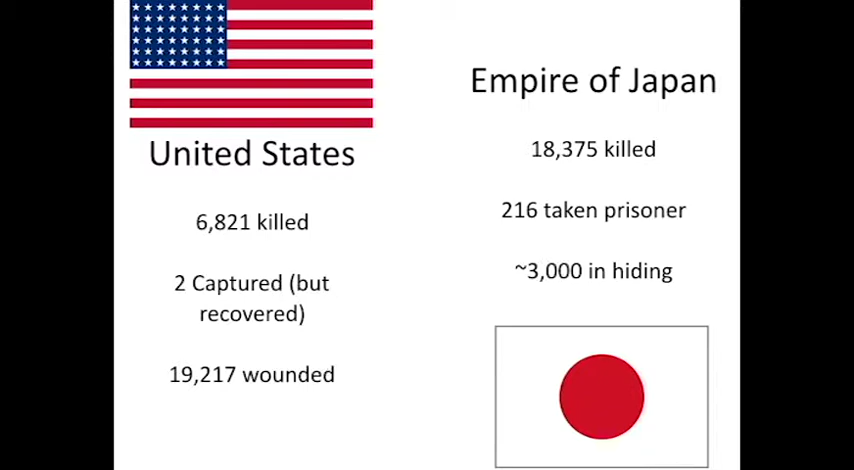 United States
6,821 killed
2 Captured (but
recovered)
19,217 wounded
Empire of Japan
18,375 killed
216 taken prisoner
~3,000 in hiding